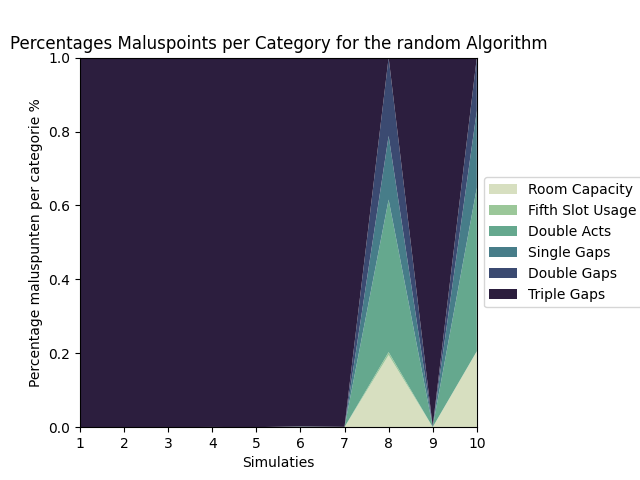 Percentages Maluspoints per Category for the random Algorithm
Percentage maluspunten per categorie %
1.0
0.8
0.6
0.4
0.2
0.0
1 2 3 4 5 6 7 8 9 10
Simulaties
Room Capacity
Fifth Slot Usage
Double Acts
Single Gaps
Double Gaps
Triple Gaps